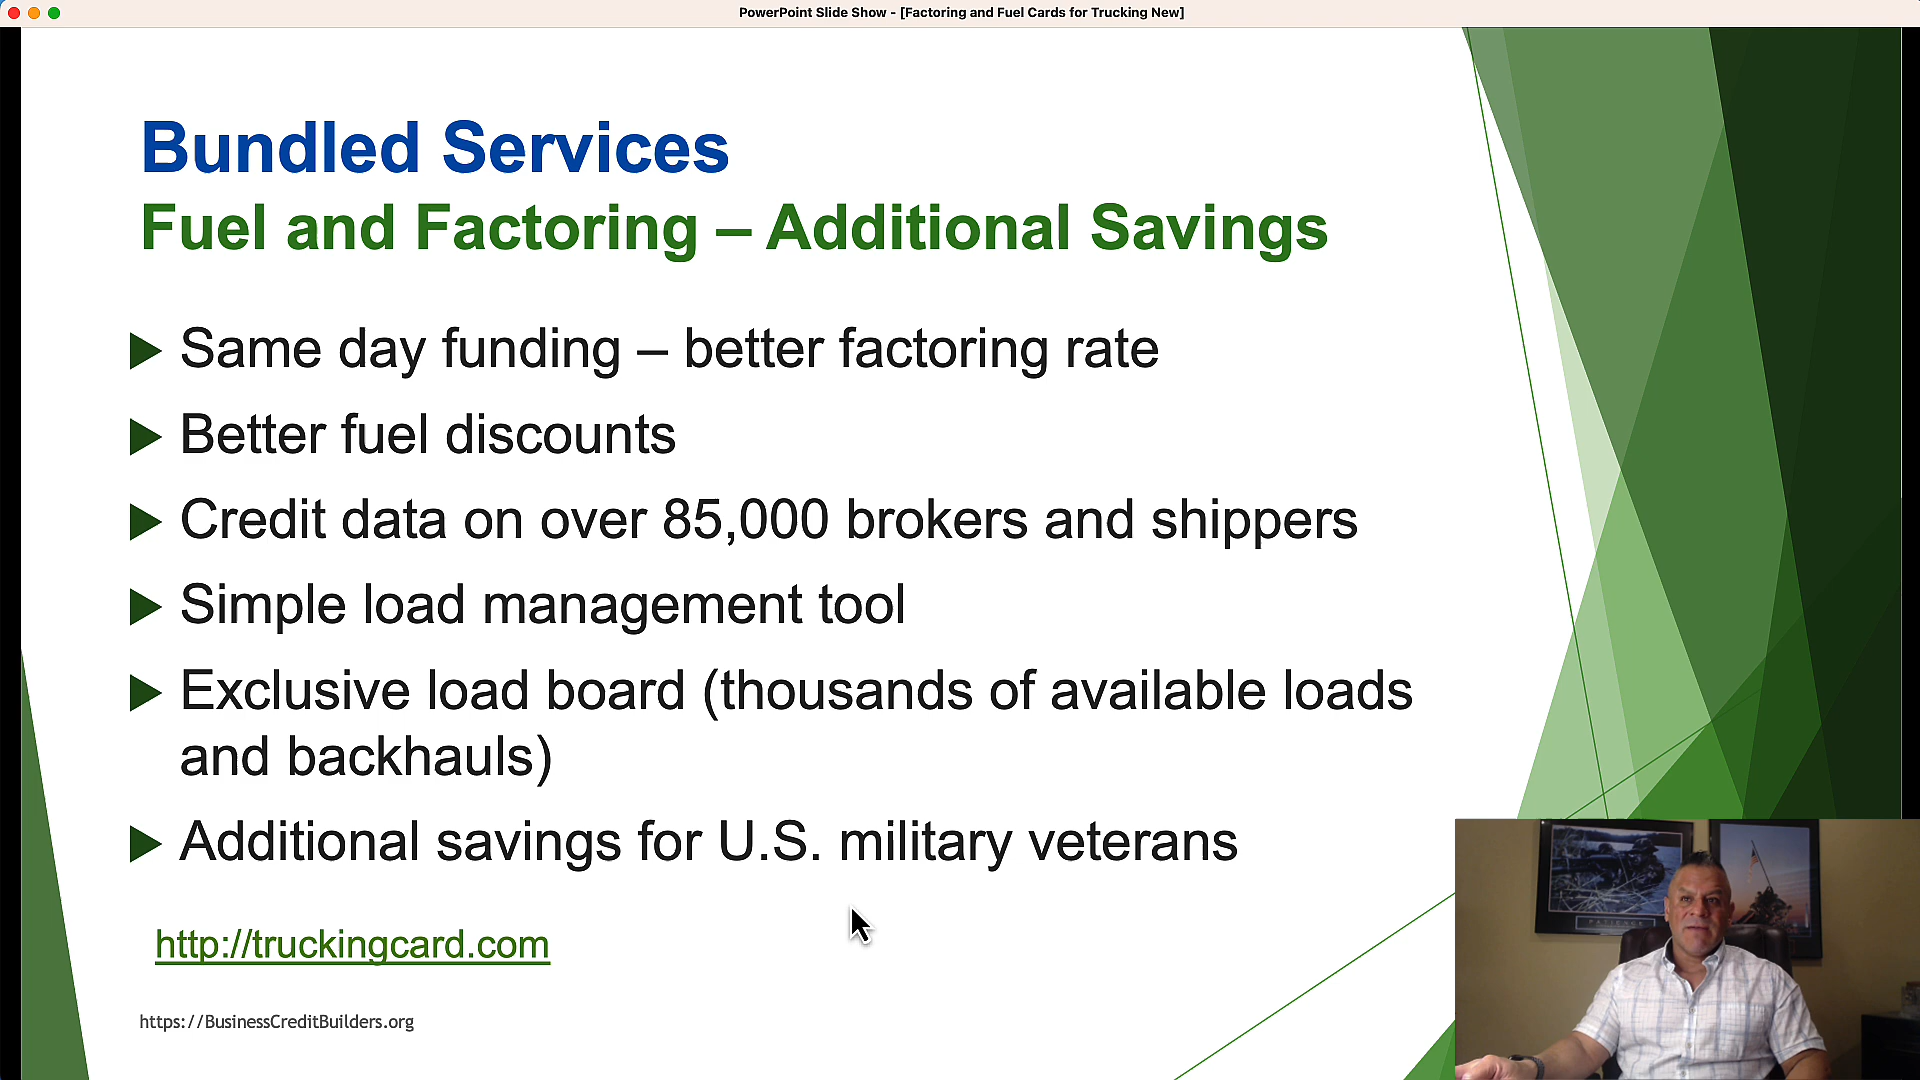 PowerPoint Slide Show - [Factoring and Fuel Cards for Trucking New]
Bundled Services
Fuel and Factoring – Additional Savings
Same day funding – better factoring rate
Better fuel discounts
Credit data on over 85,000 brokers and shippers
Simple load management tool
Exclusive load board (thousands of available loads
and backhauls)
Additional savings for U.S. military veterans
http://truckingcard.com
https://BusinessCreditBuilders.org